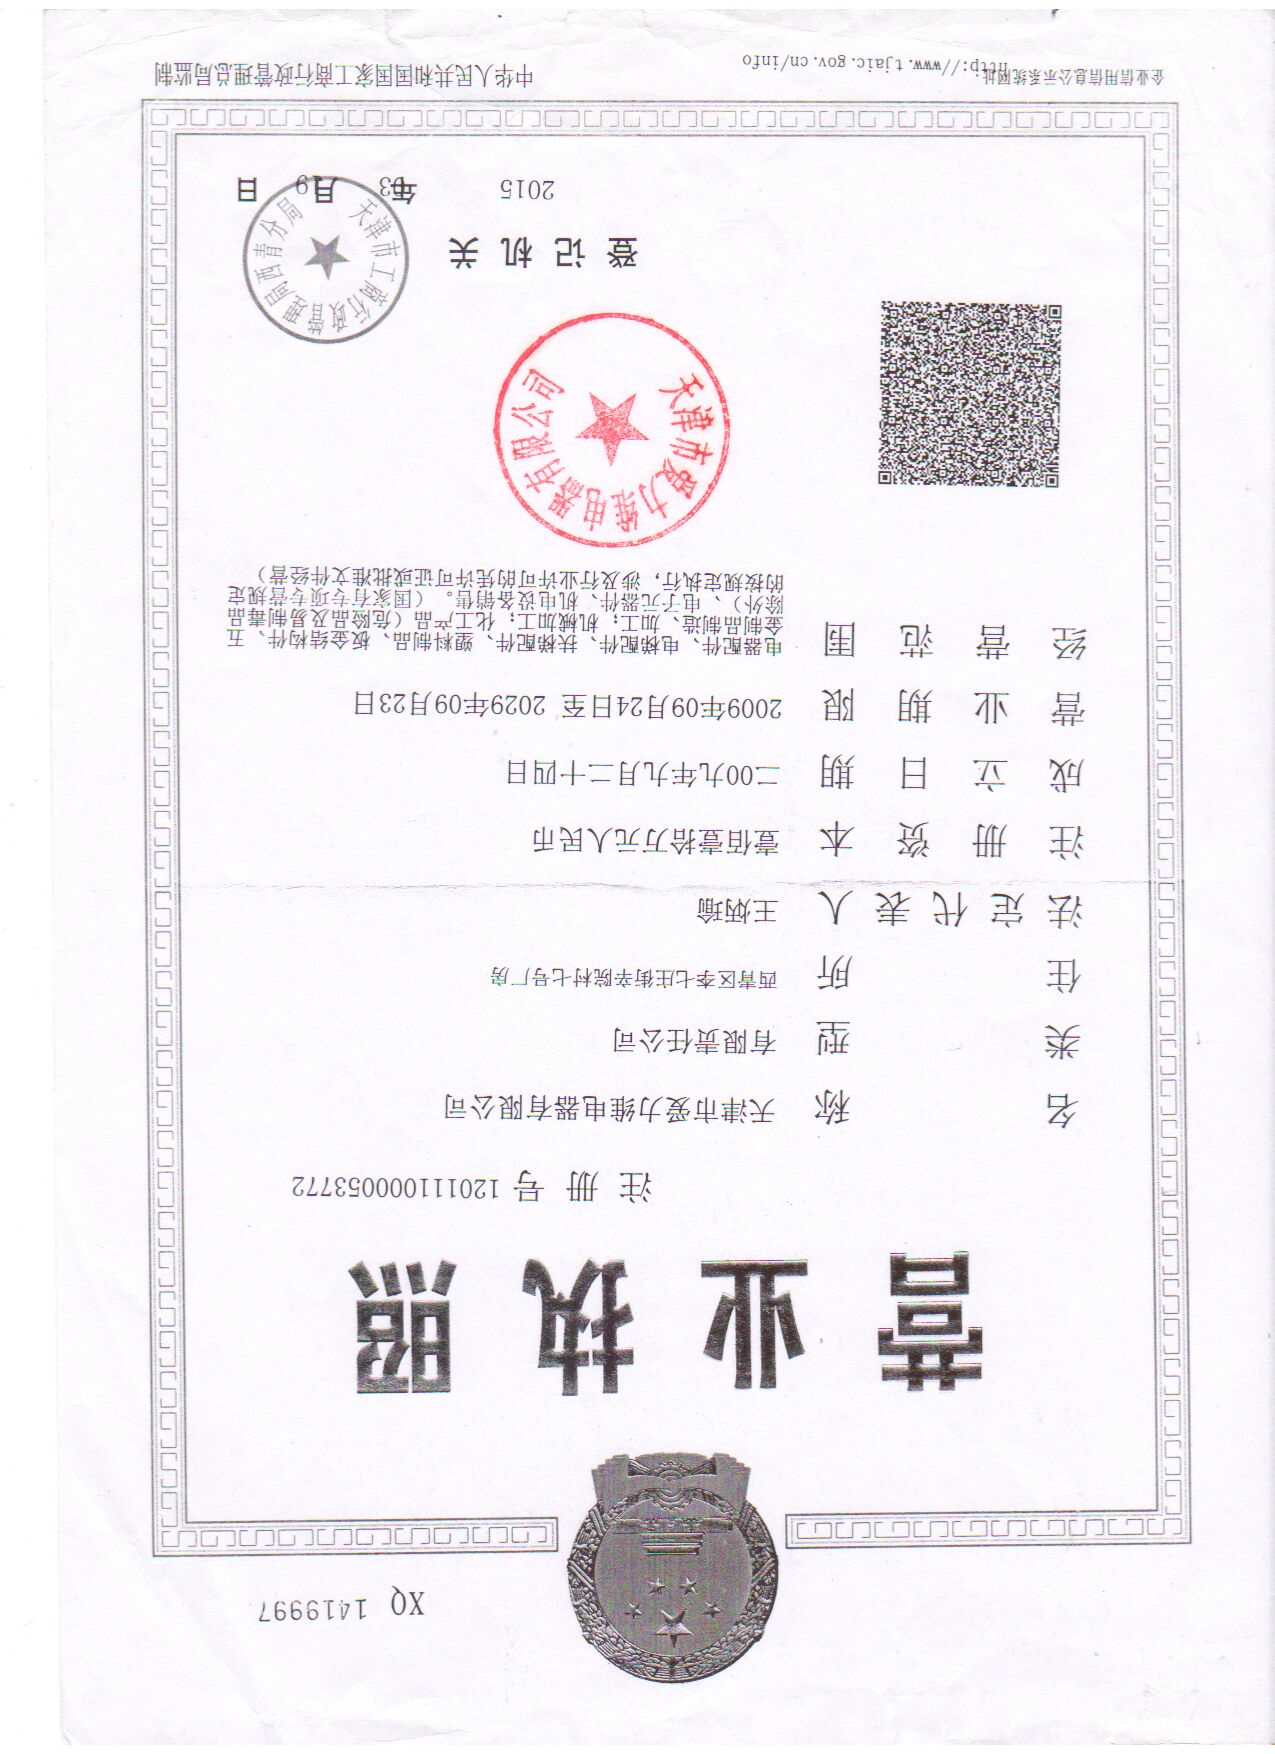 XQ 1419997
营业执照
注册号 120111000053772
名称 天津市爱力维电器有限公司
类型 有限责任公司
住所 西青区李七庄街辛院村七号厂房
法定代表人 王炳瑜
注册资本 壹佰壹拾万元人民币
成立日期 二00九年九月二十四日
营业期限 2009年09月24日至 2029年09月23日
经营范围 电器配件、电梯配件、扶梯配件、塑料制品、板金结构件、五
金制品制造、加工；机械加工；化工产品（危险品及易制毒品
除外）、电子元器件、机电设备销售。（国家有专项专营规定
的按规定执行，涉及行业许可的凭许可证或批准文件经营）
天津市爱力维电器有限公司
登记机关
天津市工商行政管理局西青分局
2015年03月19日
企业信用信息公示系统网址：http://www.tjaic.gov.cn/info
中华人民共和国国家工商行政管理总局监制